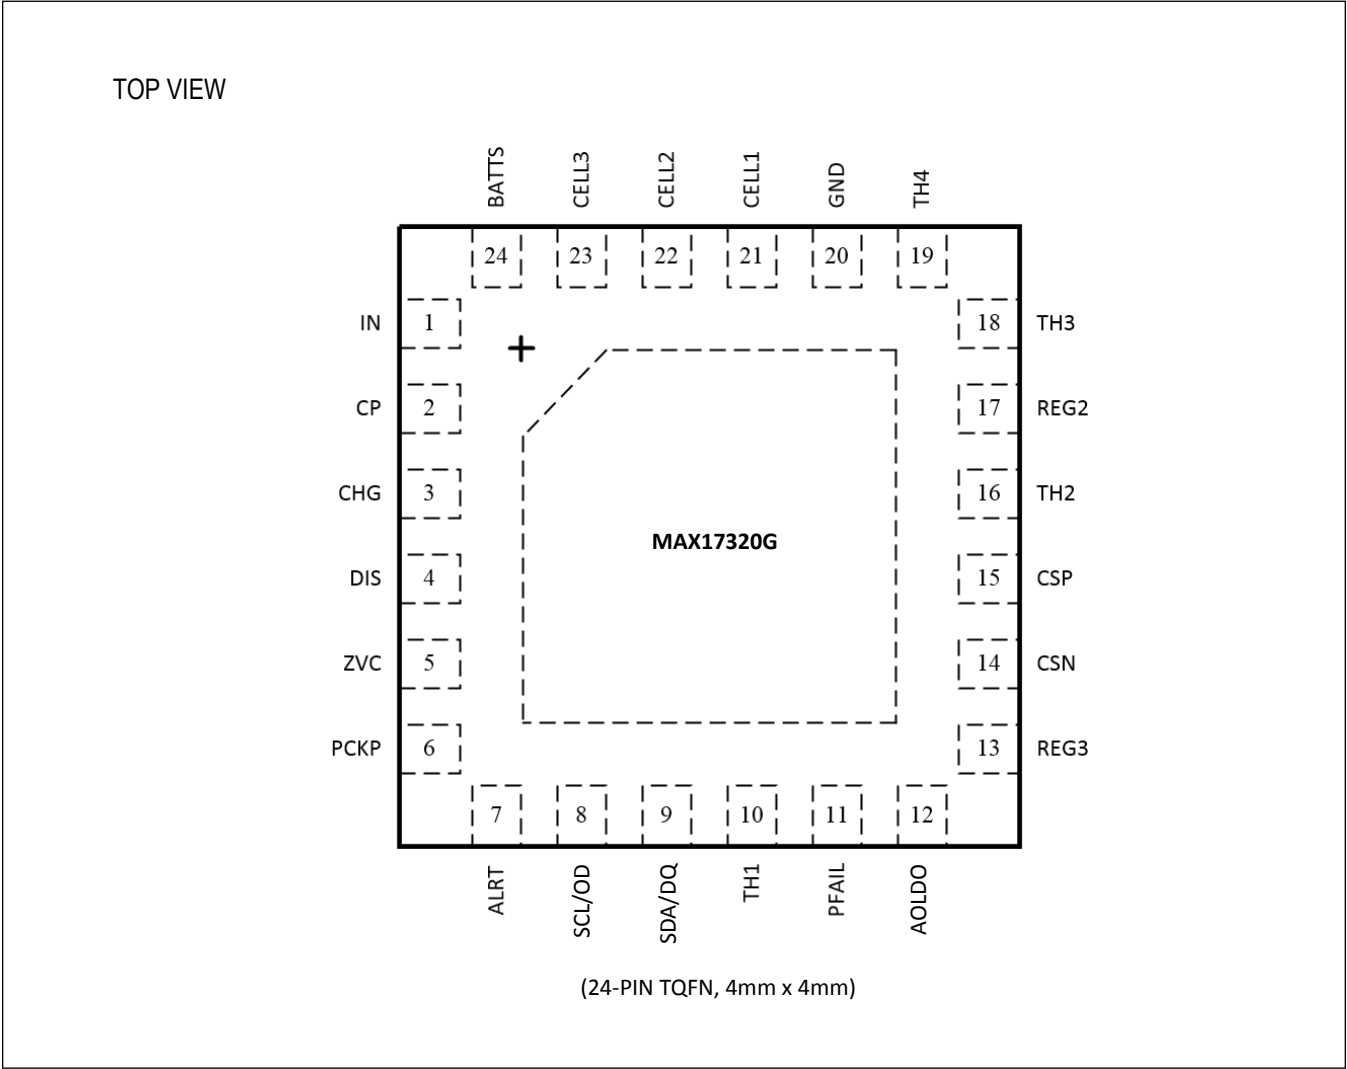 TOP VIEW
BATTS CELL3 CELL2 CELL1 GND TH4
24 23 22 21 20 19
IN 1 18 TH3
CP 2 17 REG2
CHG 3 16 TH2
MAX17320G
DIS 4 15 CSP
ZVC 5 14 CSN
PCKP 6 13 REG3
7 8 9 10 11 12
ALRT SCL/OD SDA/DQ TH1 PFAIL AOLDO
(24-PIN TQFN, 4mm x 4mm)